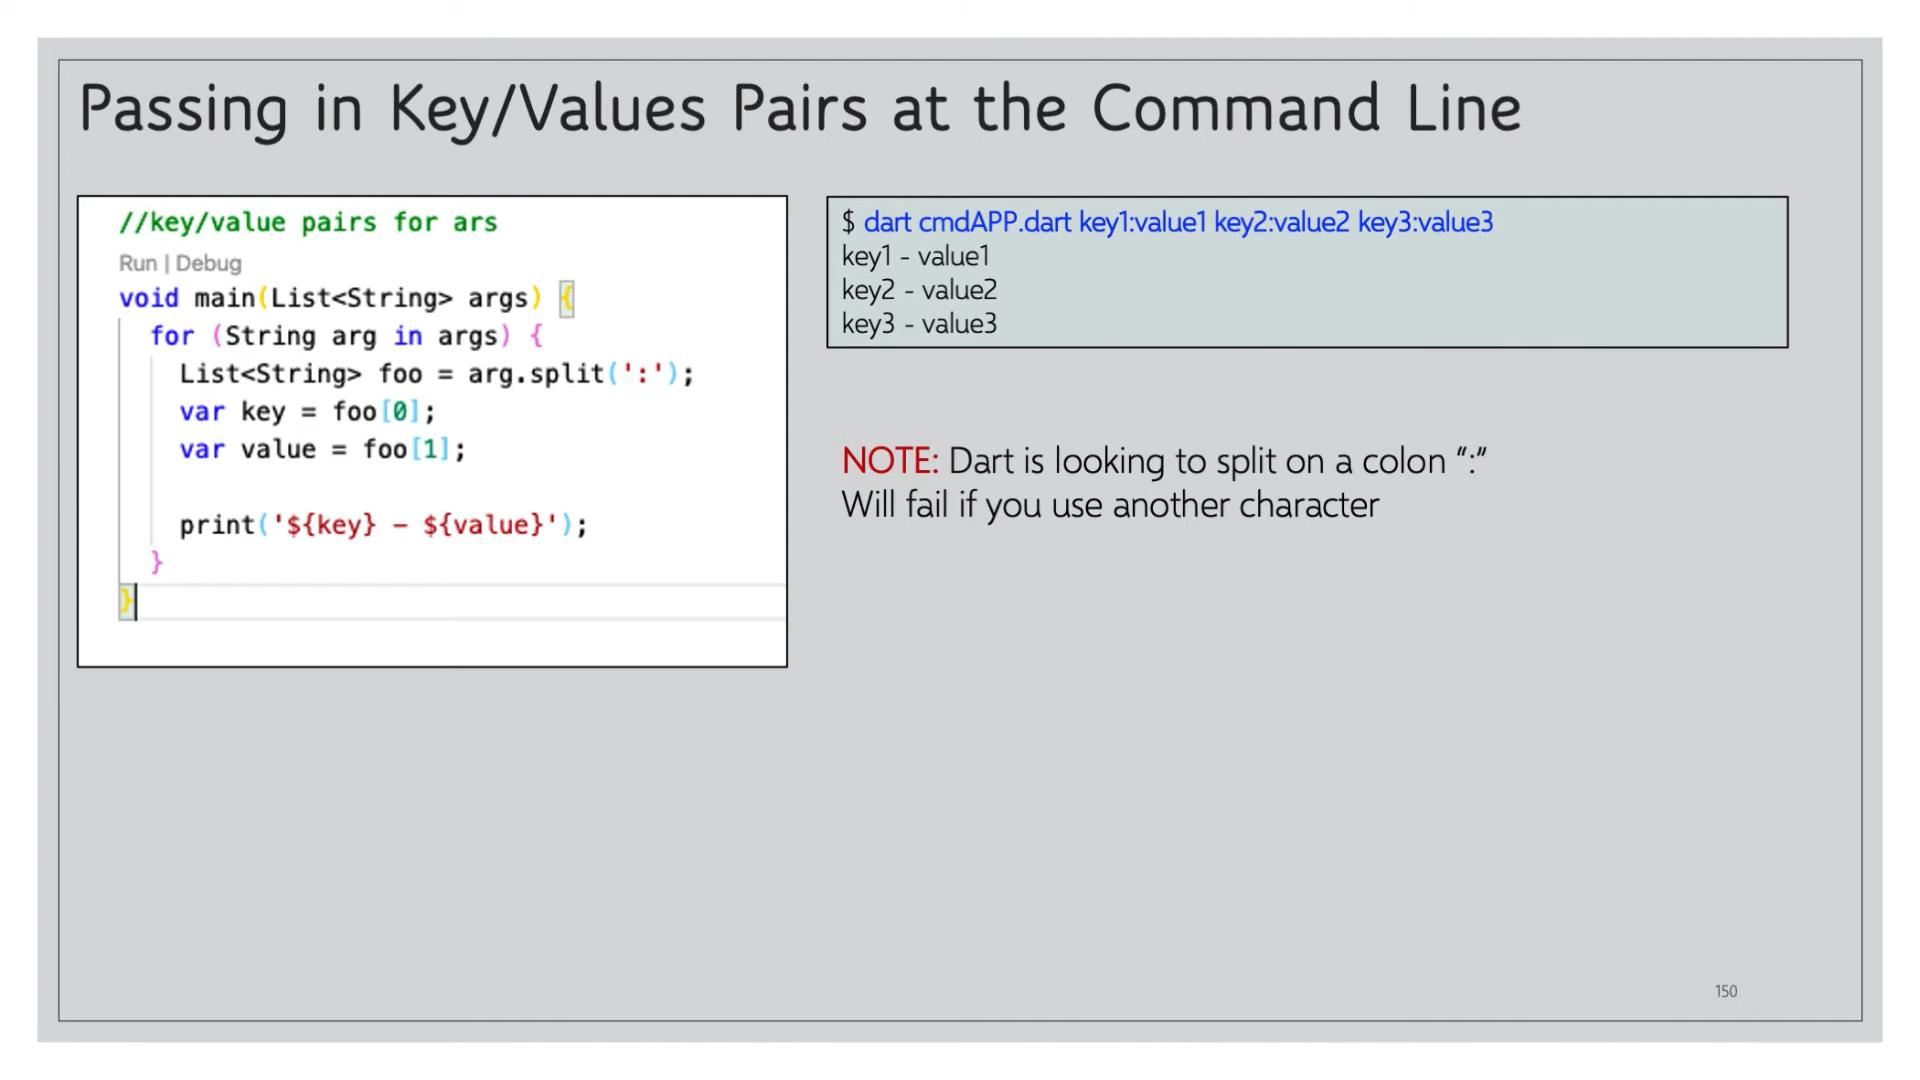 Passing in Key/Values Pairs at the Command Line
//key/value pairs for ars
Run | Debug
void main(List<String> args) {
for (String arg in args) {
List<String> foo = arg.split(':');
var key = foo[0];
var value = foo[1];
print('${key} – ${value}');
}
}
$ dart cmdAPP.dart key1:value1 key2:value2 key3:value3
key1 - value1
key2 - value2
key3 - value3
NOTE: Dart is looking to split on a colon “:“
Will fail if you use another character
150